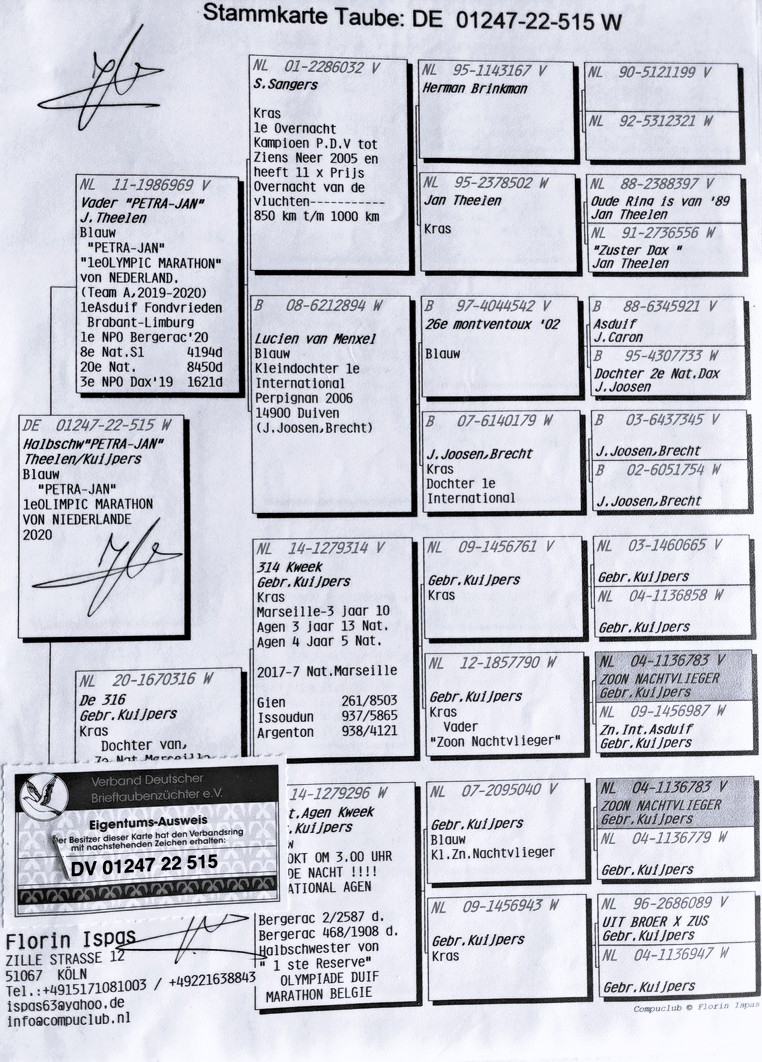 Stammkarte Taube: DE 01247-22-515 W
DE 01247-22-515 W
Halbschw"PETRA-JAN"
Theelen/Kuijpers
Blauw
"PETRA-JAN"
1eOLIMPIC MARATHON
VON NIEDERLANDE
2020
NL 11-1986969 V
Vader "PETRA-JAN"
J.Theelen
Blauw
"PETRA-JAN"
"1eOLYMPIC MARATHON"
von NEDERLAND.
(Team A,2019-2020)
1eAsduif Fondvrieden
Brabant-Limburg
1e NPO Bergerac'20
8e Nat.S1 4194d
20e Nat. 8450d
3e NPO Dax'19 1621d
NL 20-1670316 W
De 316
Gebr.Kuijpers
Kras
Dochter van,
7e Nat.Marseille
NL 01-2286032 V
S.Sangers
Kras
1e Overnacht
Kampioen P.D.V tot
Ziens Neer 2005 en
heeft 11 x Prijs
Overnacht van de
vluchten-----------
850 km t/m 1000 km
B 08-6212894 W
Lucien van Menxel
Blauw
Kleindochter 1e
International
Perpignan 2006
14900 Duiven
(J.Joosen,Brecht)
NL 14-1279314 V
314 Kweek
Gebr.Kuijpers
Kras
Marseille-3 jaar 10
Agen 3 jaar 13 Nat.
Agen 4 Jaar 5 Nat.
2017-7 Nat.Marseille
Gien 261/8503
Issoudun 937/5865
Argenton 938/4121
14-1279296 W
t.Agen Kweek
.Kuijpers
w
OKT OM 3.00 UHR
DE NACHT !!!!
ATIONAL AGEN
Bergerac 2/2587 d.
Bergerac 468/1908 d.
Halbschwester von
" 1 ste Reserve"
OLYMPIADE DUIF
MARATHON BELGIE
NL 95-1143167 V
Herman Brinkman
NL 95-2378502 W
Jan Theelen
Kras
B 97-4044542 V
26e montventoux '02
Blauw
B 07-6140179 W
J.Joosen,Brecht
Kras
Dochter 1e
International
NL 09-1456761 V
Gebr.Kuijpers
Kras
NL 12-1857790 W
Gebr.Kuijpers
Kras
Vader
"Zoon Nachtvlieger"
NL 07-2095040 V
Gebr.Kuijpers
Blauw
Kl.Zn.Nachtvlieger
NL 09-1456943 W
Gebr.Kuijpers
Kras
NL 90-5121199 V
NL 92-5312321 W
NL 88-2388397 V
Oude Ring is van '89
Jan Theelen
NL 91-2736556 W
"Zuster Dax "
Jan Theelen
B 88-6345921 V
Asduif
J.Caron
B 95-4307733 W
Dochter 2e Nat.Dax
J.Joosen
B 03-6437345 V
J.Joosen,Brecht
B 02-6051754 W
J.Joosen,Brecht
NL 03-1460665 V
Gebr.Kuijpers
NL 04-1136858 W
Gebr.Kuijpers
NL 04-1136783 V
ZOON NACHTVLIEGER
Gebr.Kuijpers
NL 09-1456987 W
Zn.Int.Asduif
Gebr.Kuijpers
NL 04-1136783 V
ZOON NACHTVLIEGER
Gebr.Kuijpers
NL 04-1136779 W
Gebr.Kuijpers
NL 96-2686089 V
UIT BROER X ZUS
Gebr.Kuijpers
NL 04-1136947 W
Gebr.Kuijpers
Verband Deutscher
Brieftaubenzüchter e.V.
Eigentums-Ausweis
Der Besitzer dieser Karte hat den Verbandsring
mit nachstehenden Zeichen erhalten:
DV 01247 22 515
Florin Ispas
ZILLE STRASSE 12
51067 KÖLN
Tel.:+4915171081003 / +49221638843
ispas63@yahoo.de
info@compuclub.nl
Compuclub © Florin Ispas